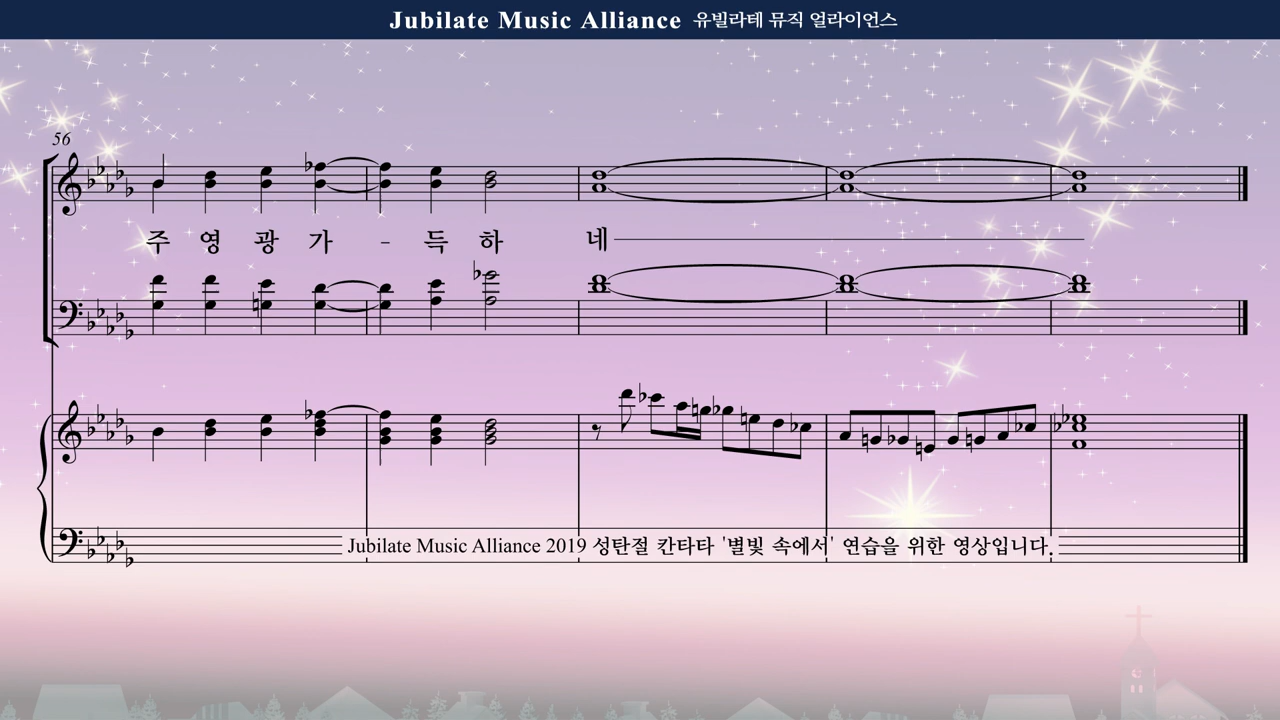 Jubilate Music Alliance 유빌라테 뮤직 얼라이언스
56
주 영 광 가 - 득 하 네
Jubilate Music Alliance 2019 성탄절 칸타타 '별빛 속에서' 연습을 위한 영상입니다.